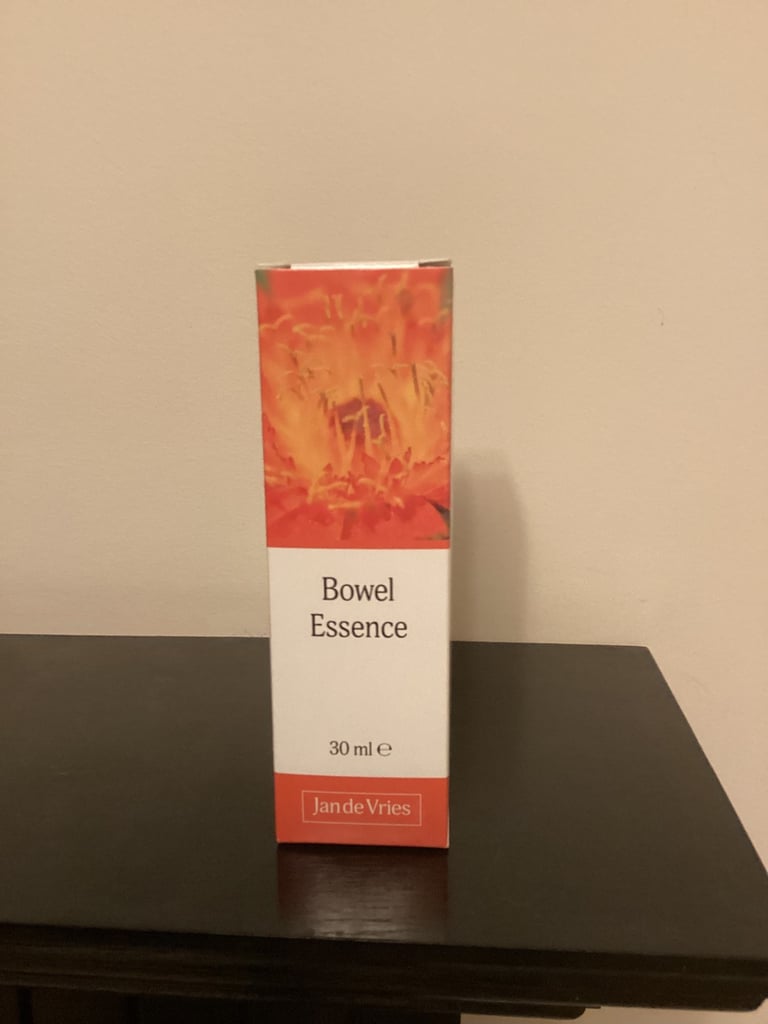 Bowel
Essence
30 ml ℮
Jan de Vries